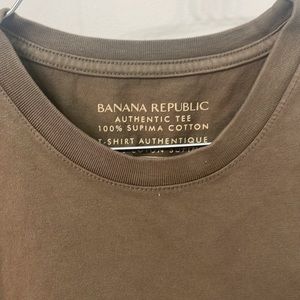 BANANA REPUBLIC
AUTHENTIC TEE
100% SUPIMA COTTON
T-SHIRT AUTHENTIQUE